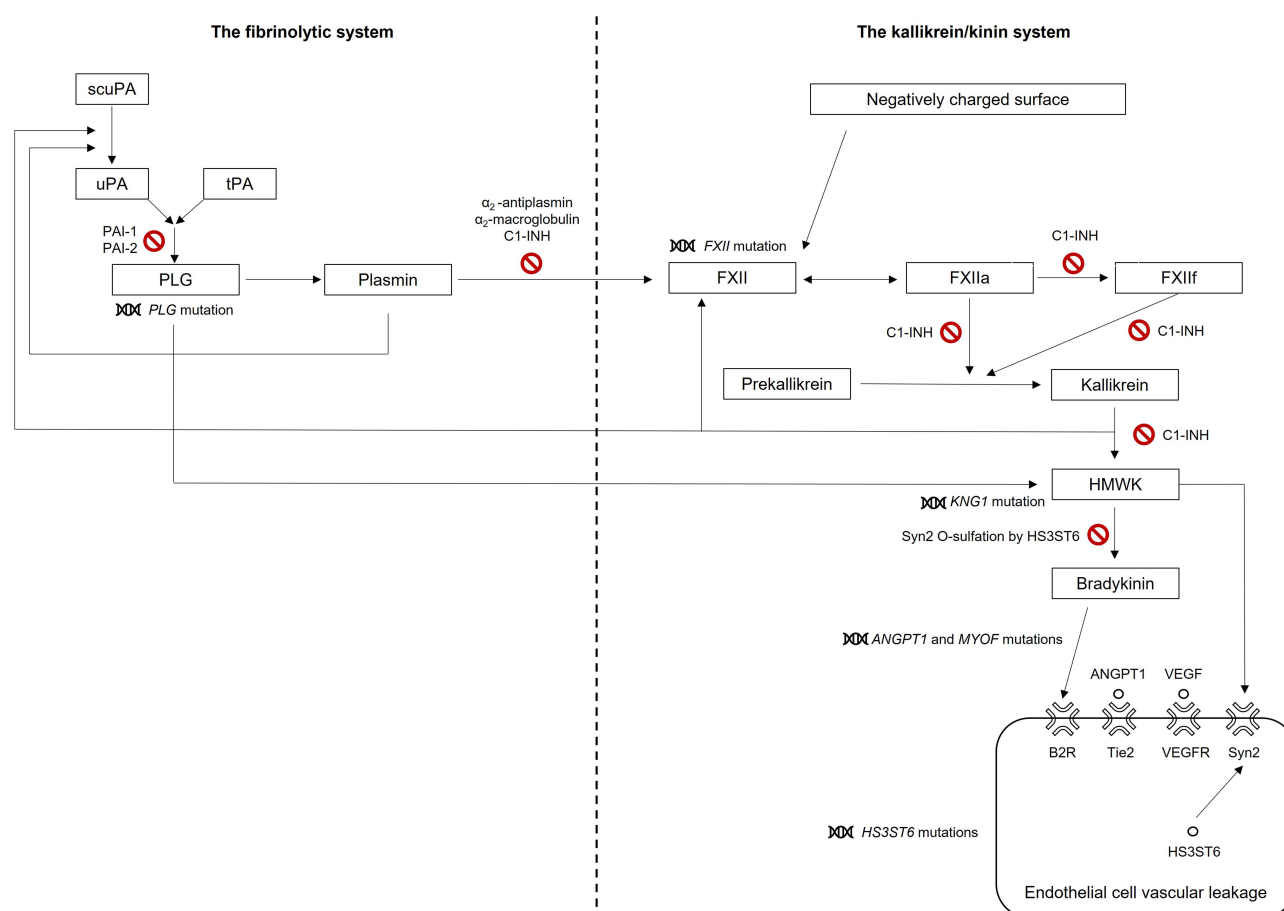 The fibrinolytic system
The kallikrein/kinin system
scuPA
Negatively charged surface
uPA
tPA
α2-antiplasmin
α2-macroglobulin
C1-INH
PAI-1
PAI-2
FXII mutation
C1-INH
PLG
Plasmin
FXII
FXIIa
FXIIf
PLG mutation
C1-INH
C1-INH
Prekallikrein
Kallikrein
C1-INH
HMWK
KNG1 mutation
Syn2 O-sulfation by HS3ST6
Bradykinin
ANGPT1 and MYOF mutations
ANGPT1
VEGF
B2R
Tie2
VEGFR
Syn2
HS3ST6 mutations
HS3ST6
Endothelial cell vascular leakage